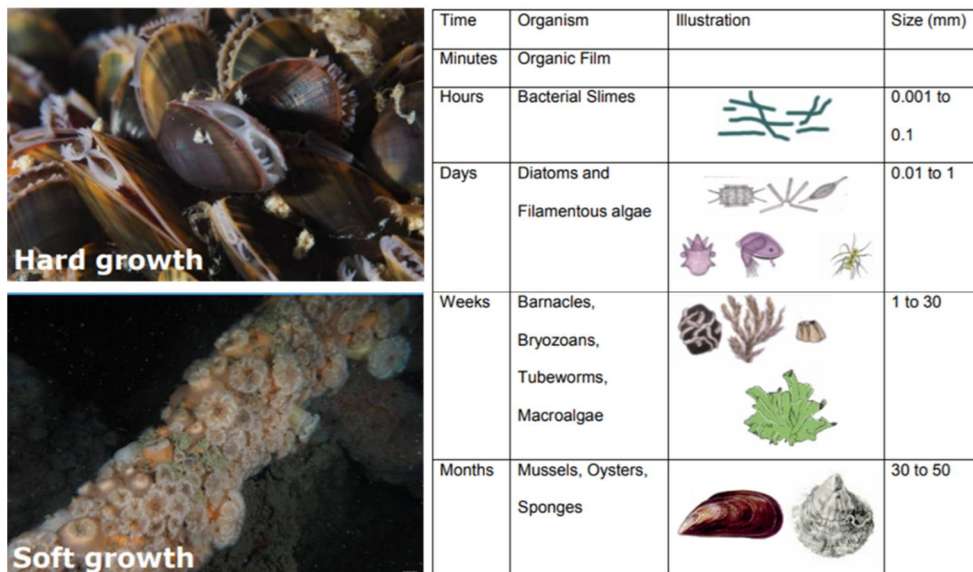 Hard growth
Soft growth
Time Organism Illustration Size (mm)
Minutes Organic Film
Hours Bacterial Slimes 0.001 to
0.1
Days Diatoms and 0.01 to 1
Filamentous algae
Weeks Barnacles, 1 to 30
Bryozoans,
Tubeworms,
Macroalgae
Months Mussels, Oysters, 30 to 50
Sponges